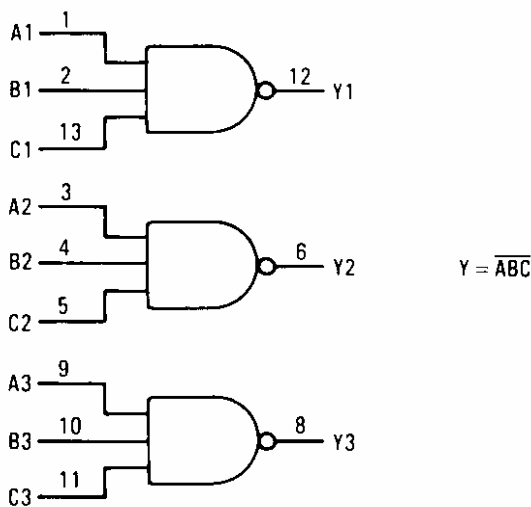 A1 1
B1 2 12 Y1
C1 13
A2 3
B2 4 6 Y2
C2 5
Y = \overline{ABC}
A3 9
B3 10 8 Y3
C3 11